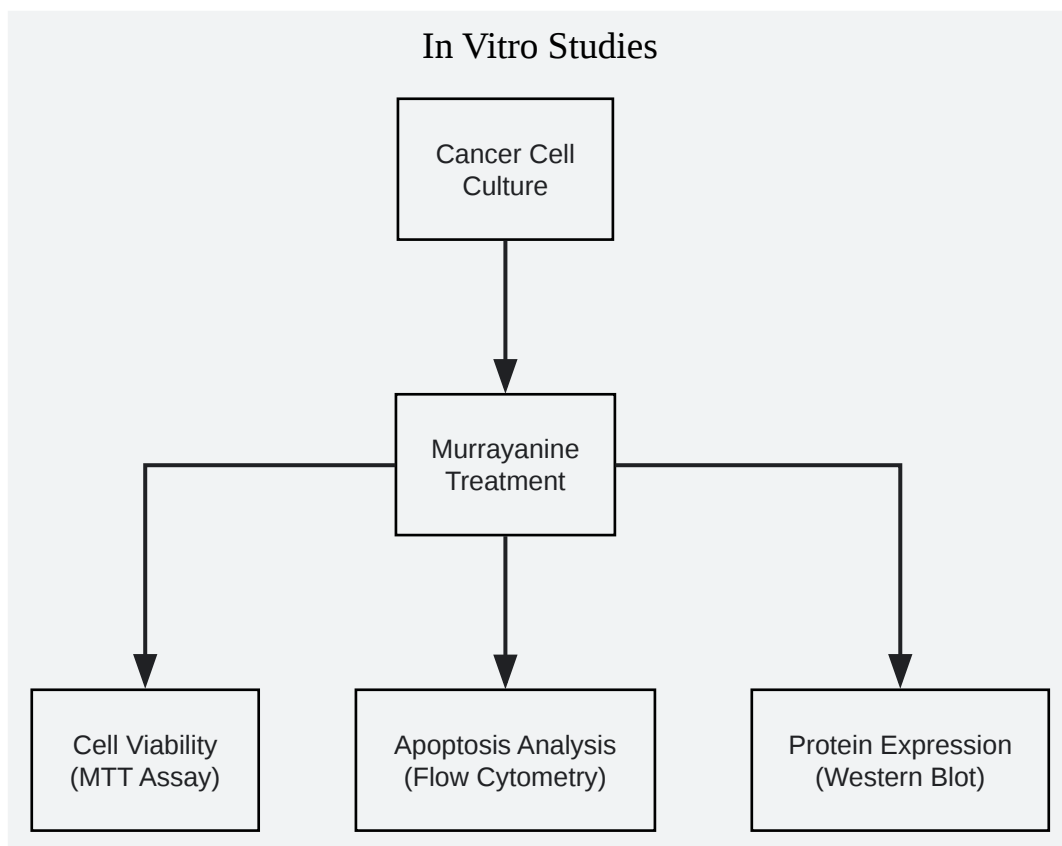 In Vitro Studies
Cancer Cell
Culture
Murrayanine
Treatment
Cell Viability
(MTT Assay)
Apoptosis Analysis
(Flow Cytometry)
Protein Expression
(Western Blot)